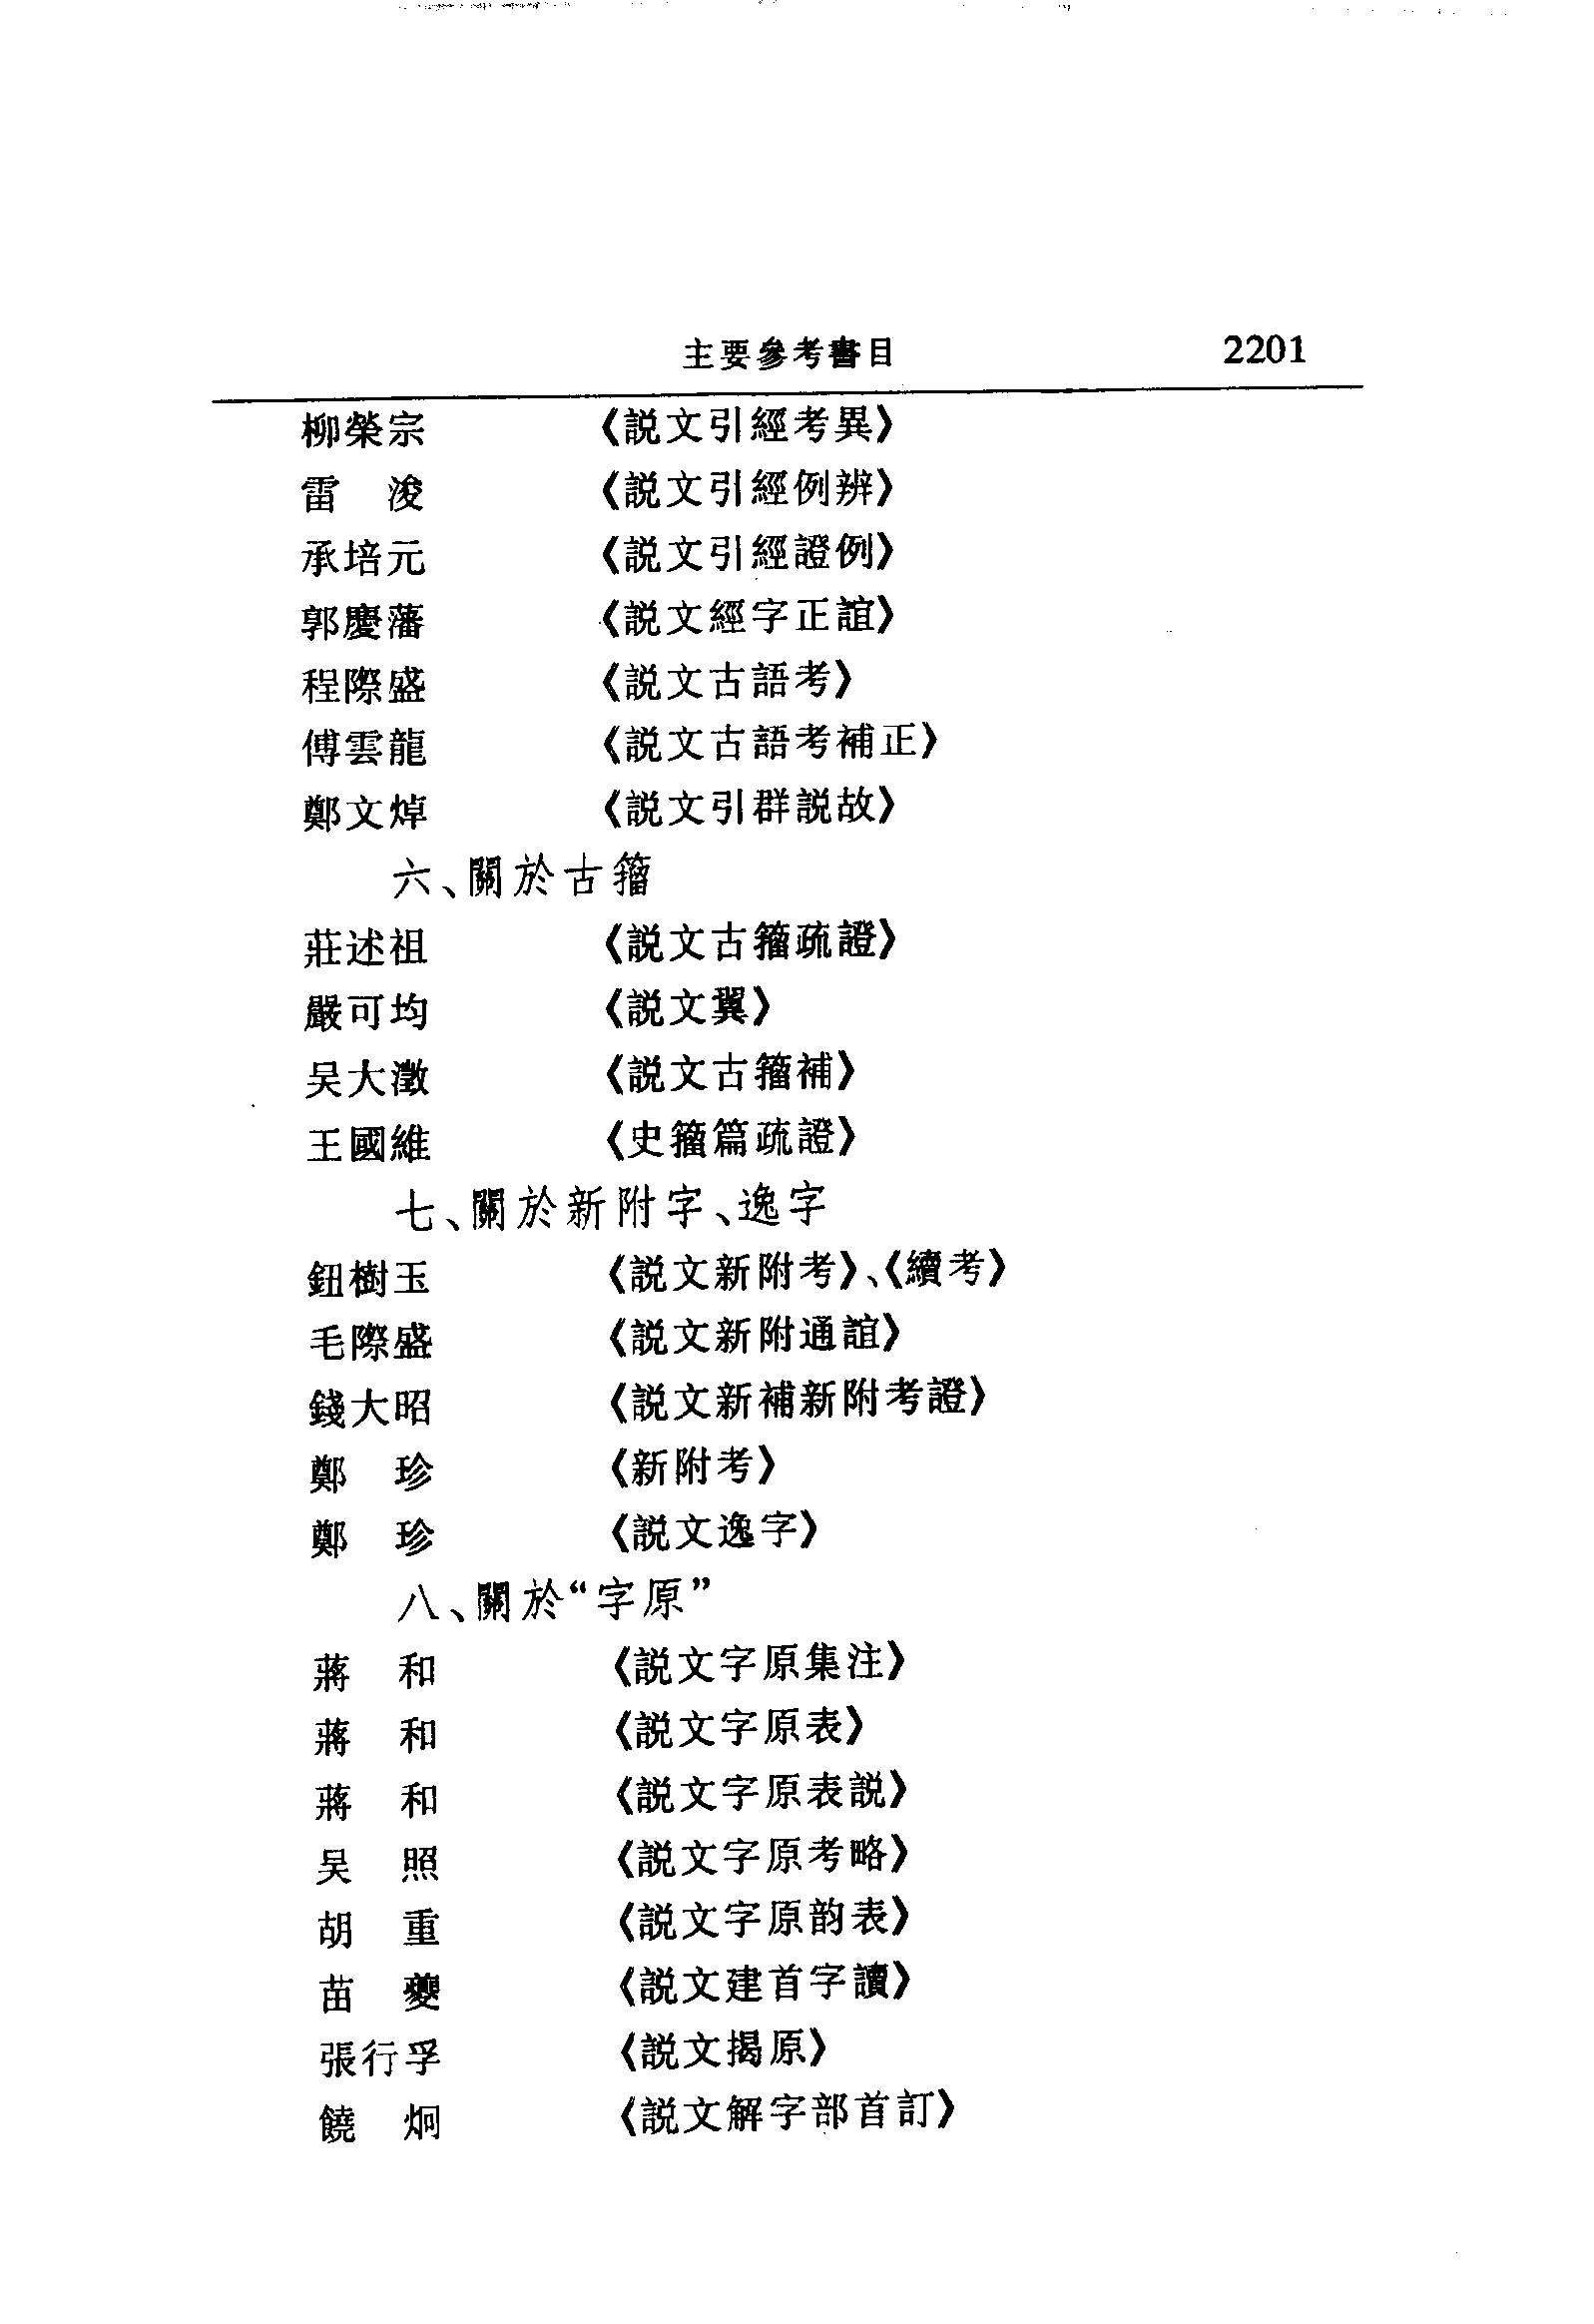 主要參考書目 2201
柳榮宗 《説文引經考異》
雷　浚 《説文引經例辨》
承培元 《説文引經證例》
郭慶藩 《説文經字正誼》
程際盛 《説文古語考》
傅雲龍 《説文古語考補正》
鄭文焯 《説文引群説故》
六、關於古籀
莊述祖 《説文古籀疏證》
嚴可均 《説文翼》
吴大澂 《説文古籀補》
王國維 《史籀篇疏證》
七、關於新附字、逸字
鈕樹玉 《説文新附考》、《續考》
毛際盛 《説文新附通誼》
錢大昭 《説文新補新附考證》
鄭　珍 《新附考》
鄭　珍 《説文逸字》
八、關於“字原”
蔣　和 《説文字原集注》
蔣　和 《説文字原表》
蔣　和 《説文字原表説》
吴　照 《説文字原考略》
胡　重 《説文字原韵表》
苗　夔 《説文建首字讀》
張行孚 《説文揭原》
饒　炯 《説文解字部首訂》